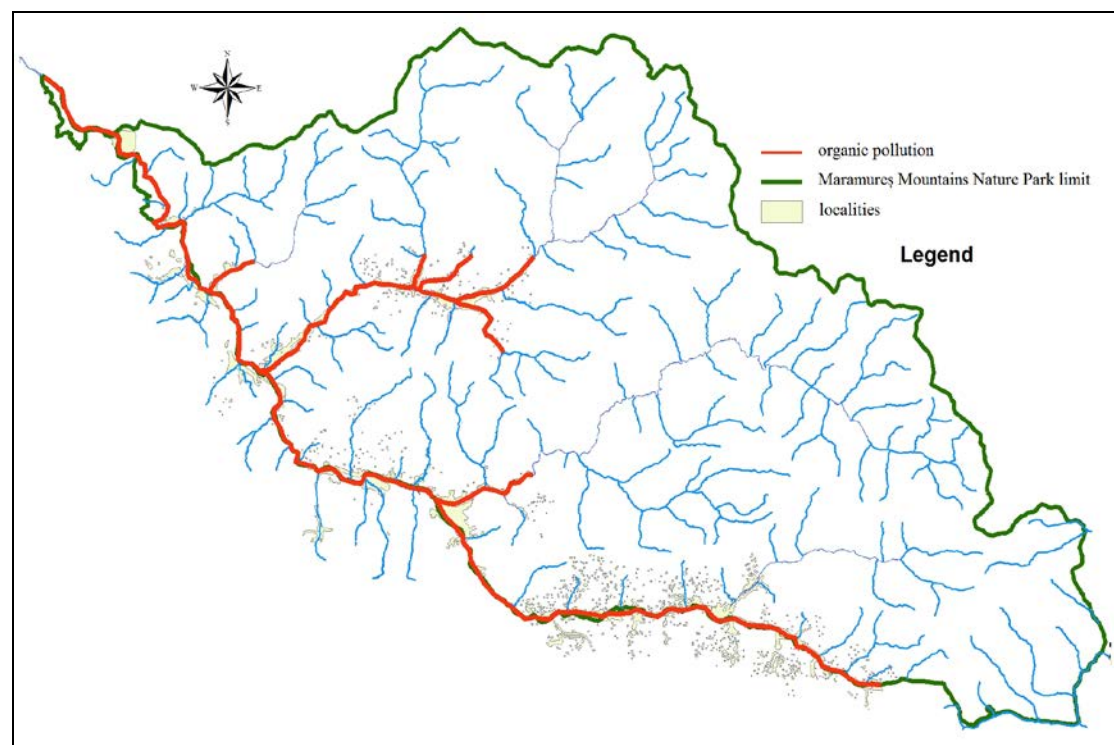 N
W E
S
organic pollution
Maramureș Mountains Nature Park limit
localities
Legend